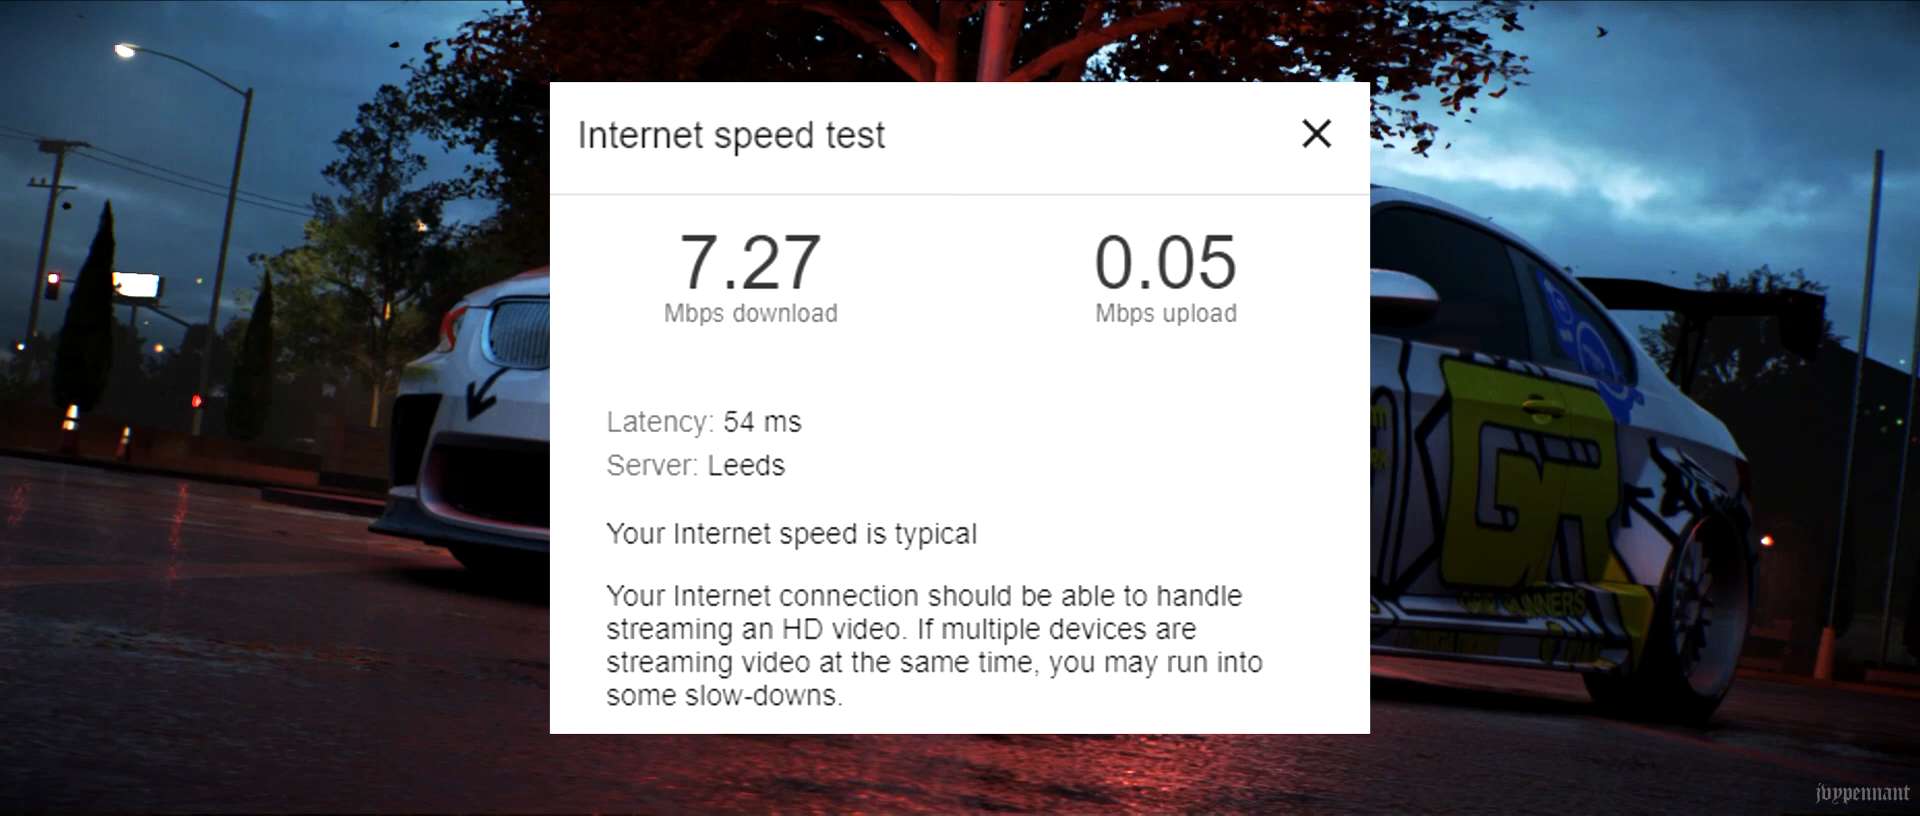 Internet speed test
7.27
Mbps download
0.05
Mbps upload
Latency: 54 ms
Server: Leeds
Your Internet speed is typical
Your Internet connection should be able to handle
streaming an HD video. If multiple devices are
streaming video at the same time, you may run into
some slow-downs.
GR
jvypennant